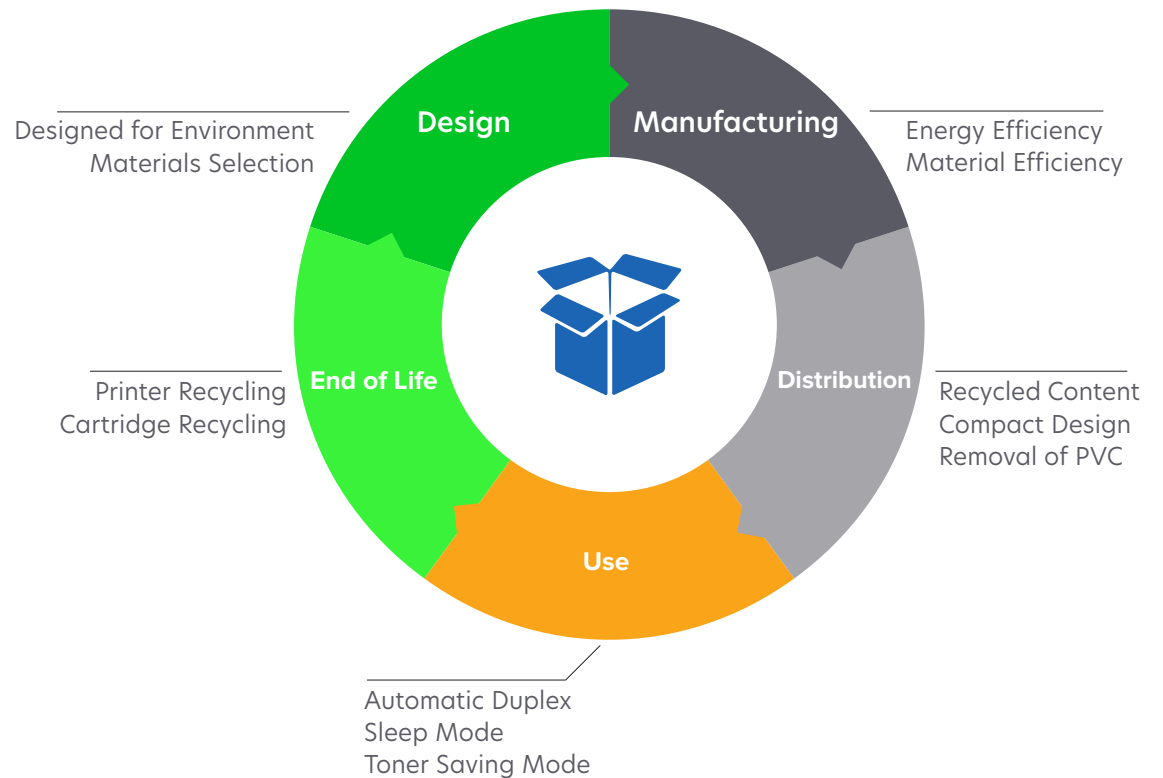 Design
Manufacturing
Designed for Environment
Materials Selection
Energy Efficiency
Material Efficiency
End of Life
Distribution
Printer Recycling
Cartridge Recycling
Recycled Content
Compact Design
Removal of PVC
Use
Automatic Duplex
Sleep Mode
Toner Saving Mode